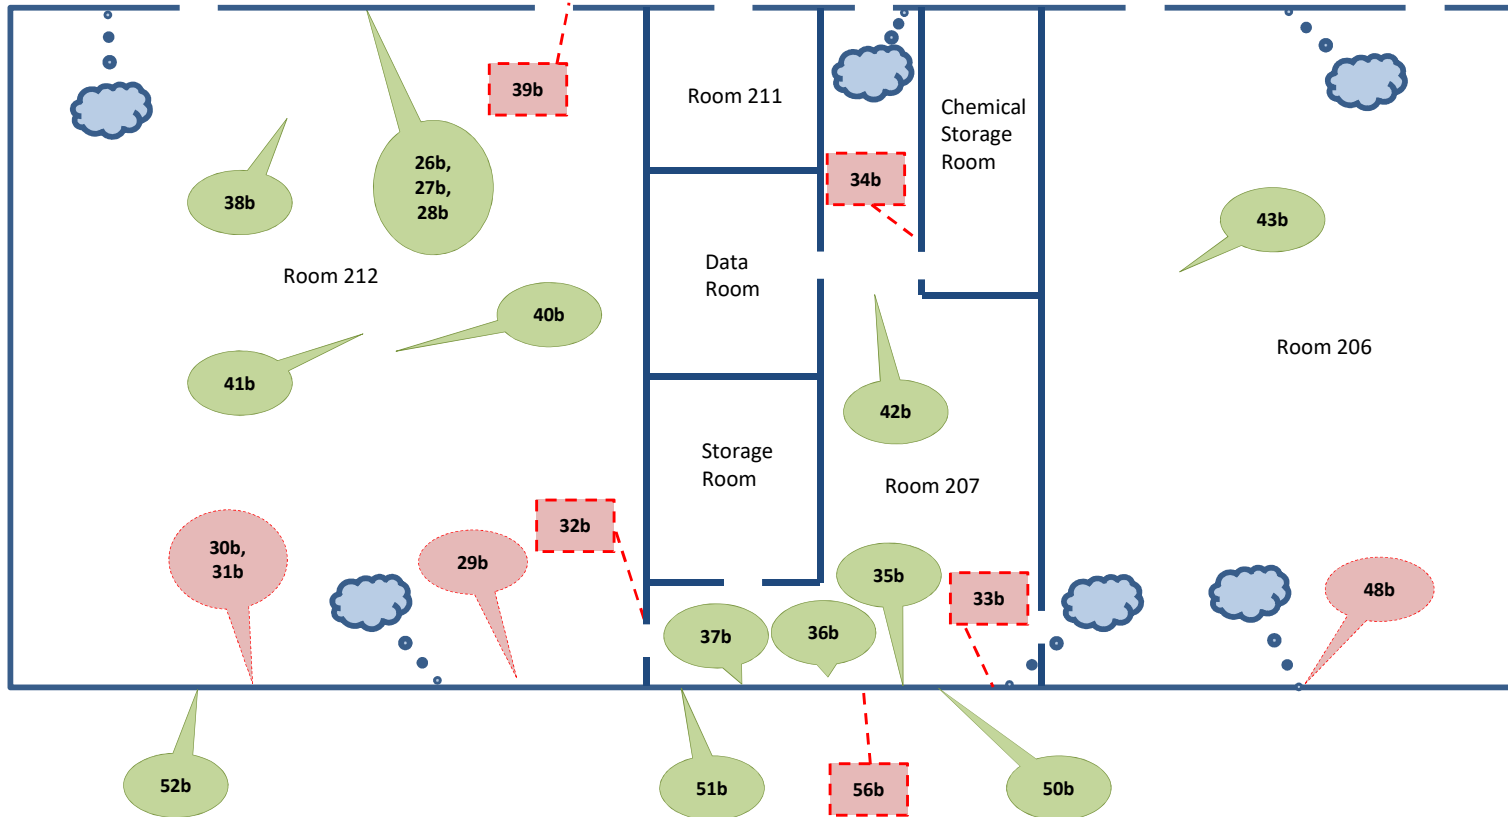 39b
Room 211
Chemical
Storage
Room
26b,
27b,
28b
34b
38b
43b
Room 212
Data
Room
40b
Room 206
41b
42b
Storage
Room
Room 207
32b
30b,
31b
29b
35b
33b
48b
37b
36b
52b
51b
56b
50b